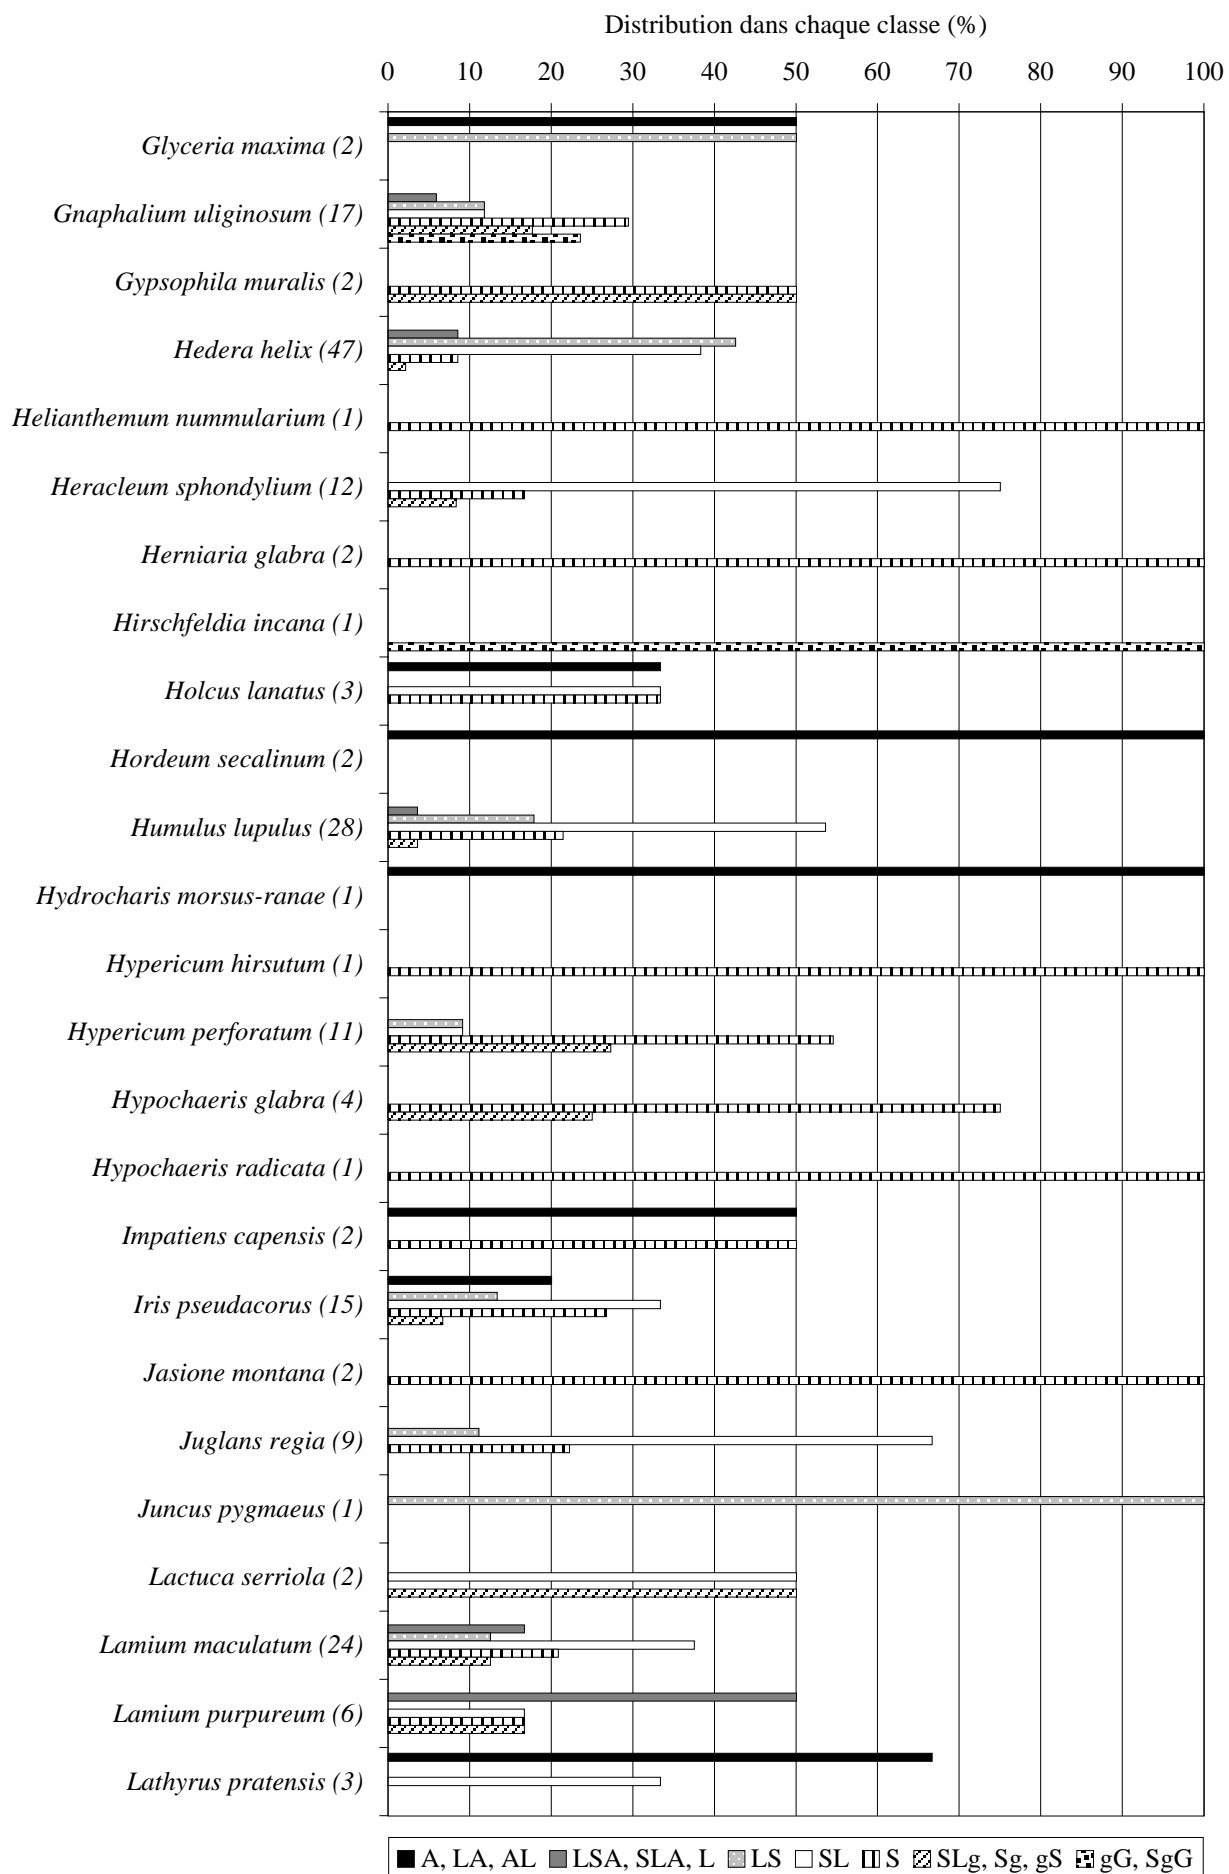 Distribution dans chaque classe (%)
0 10 20 30 40 50 60 70 80 90 100
Glyceria maxima (2)
Gnaphalium uliginosum (17)
Gypsophila muralis (2)
Hedera helix (47)
Helianthemum nummularium (1)
Heracleum sphondylium (12)
Herniaria glabra (2)
Hirschfeldia incana (1)
Holcus lanatus (3)
Hordeum secalinum (2)
Humulus lupulus (28)
Hydrocharis morsus-ranae (1)
Hypericum hirsutum (1)
Hypericum perforatum (11)
Hypochaeris glabra (4)
Hypochaeris radicata (1)
Impatiens capensis (2)
Iris pseudacorus (15)
Jasione montana (2)
Juglans regia (9)
Juncus pygmaeus (1)
Lactuca serriola (2)
Lamium maculatum (24)
Lamium purpureum (6)
Lathyrus pratensis (3)
A, LA, AL LSA, SLA, L LS SL S SLg, Sg, gS gG, SgG